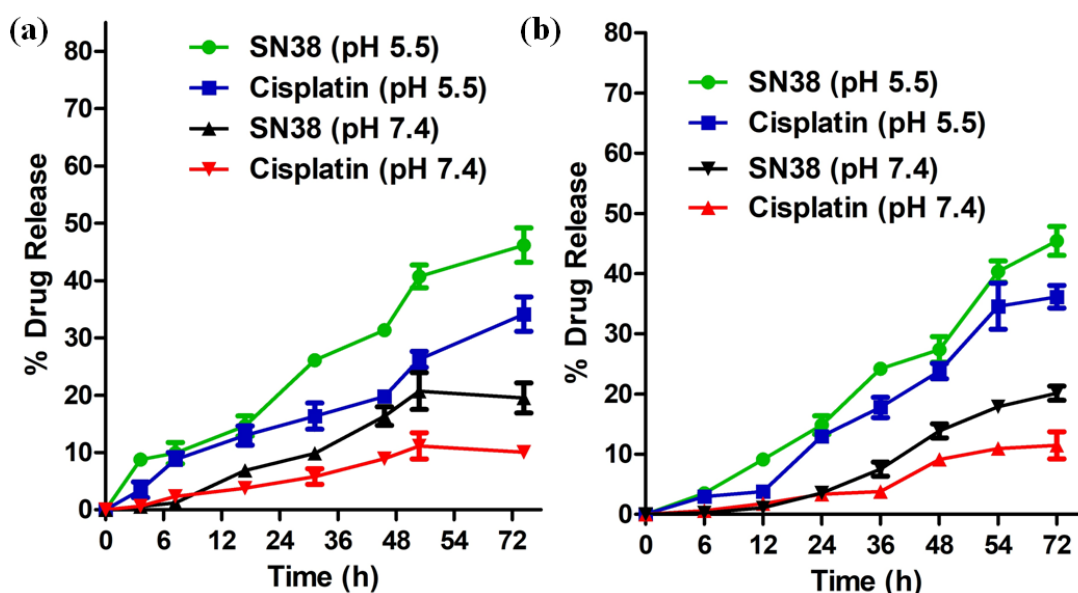 (a)
SN38 (pH 5.5)
Cisplatin (pH 5.5)
SN38 (pH 7.4)
Cisplatin (pH 7.4)
80
70
60
50
40
30
20
10
0
% Drug Release
0 6 12 24 36 48 54 72
Time (h)
(b)
SN38 (pH 5.5)
Cisplatin (pH 5.5)
SN38 (pH 7.4)
Cisplatin (pH 7.4)
80
70
60
50
40
30
20
10
0
% Drug Release
0 6 12 24 36 48 54 72
Time (h)